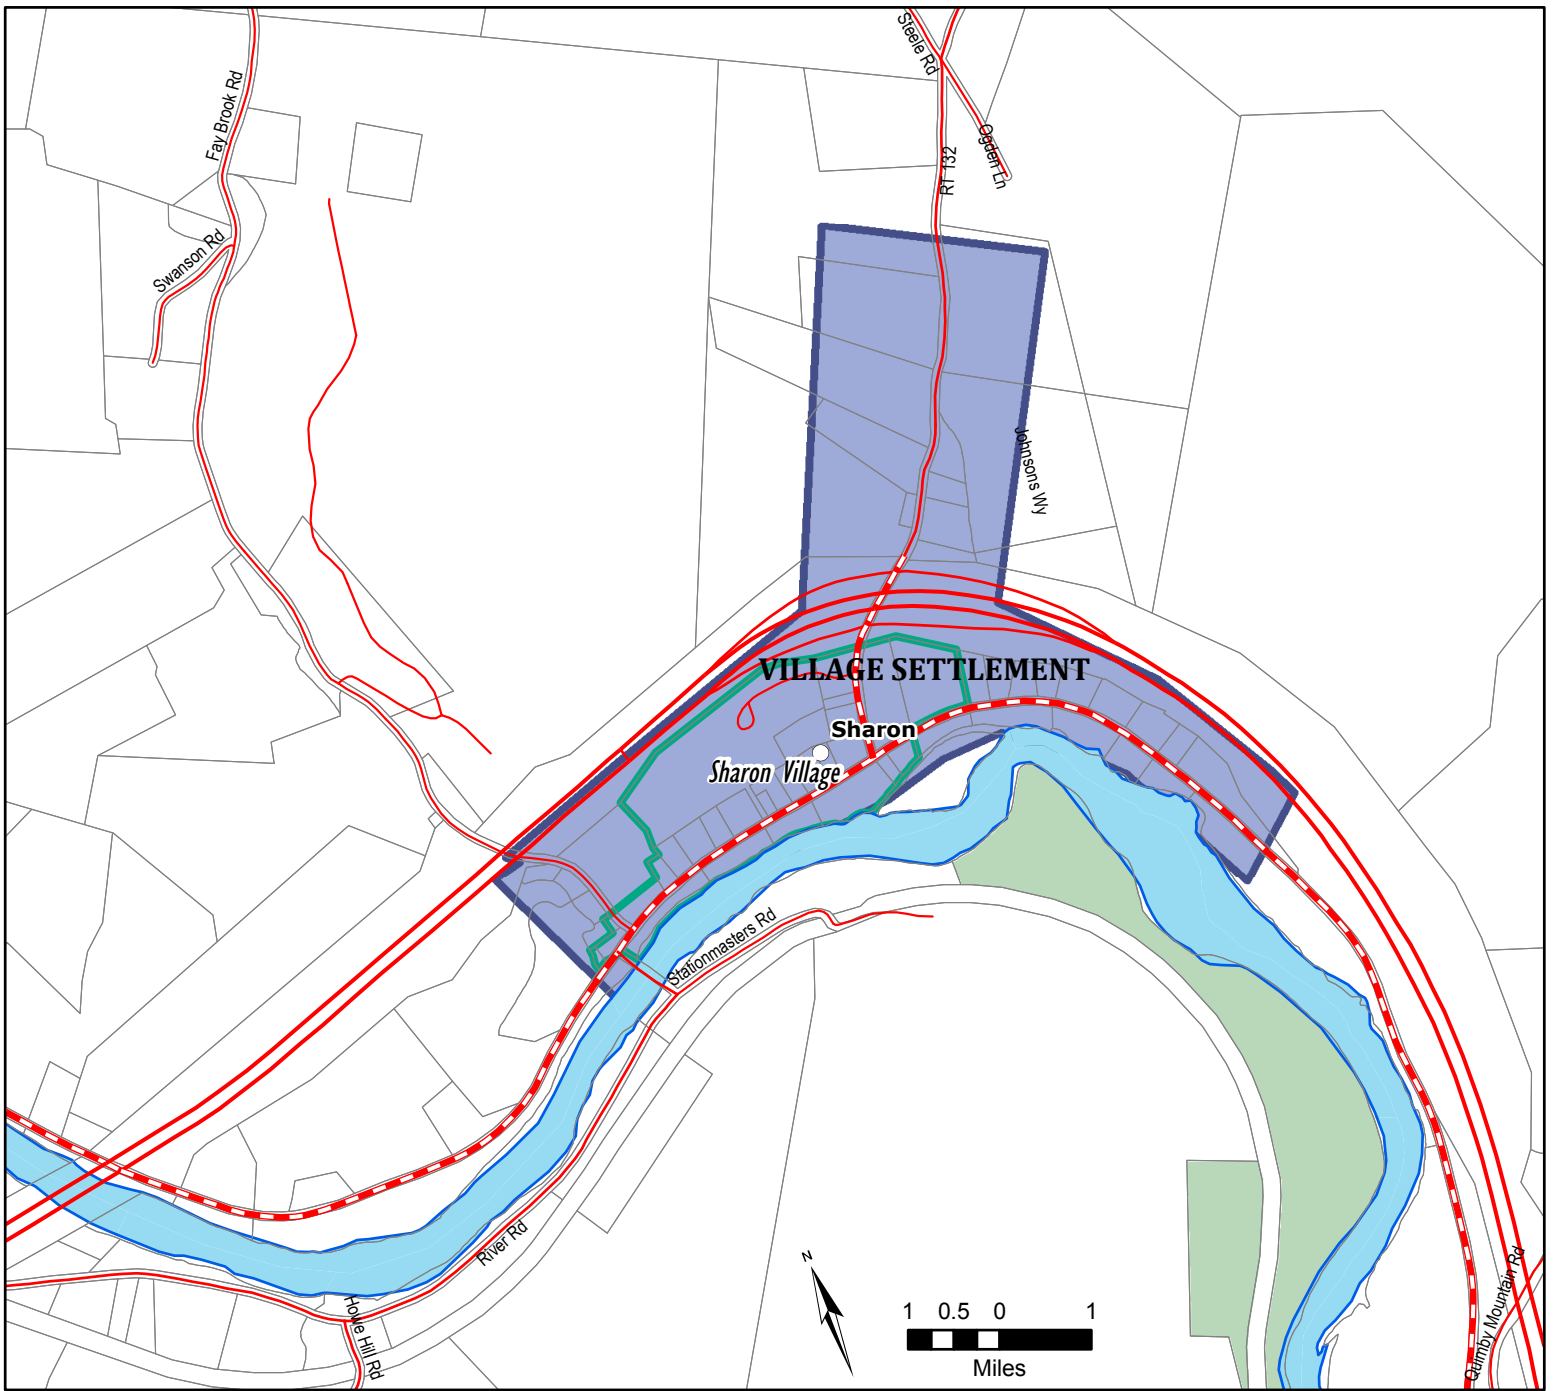 Steele Rd
Fay Brook Rd
Ogden Ln
RT 132
Swanson Rd
Johnsons Wy
VILLAGE SETTLEMENT
Sharon
Sharon Village
Stationmasters Rd
River Rd
Howe Hill Rd
Quimby Mountain Rd
N
1 0.5 0 1
Miles